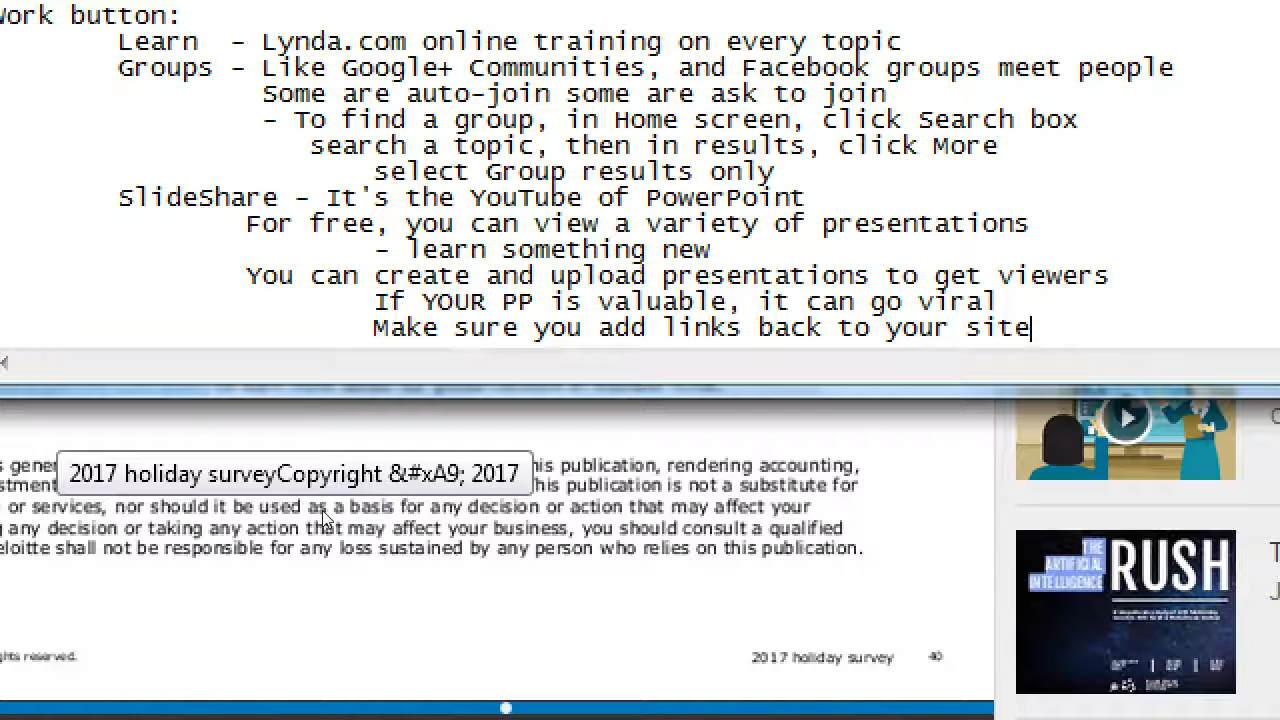 Work button:
Learn – Lynda.com online training on every topic
Groups – Like Google+ Communities, and Facebook groups meet people
Some are auto-join some are ask to join
– To find a group, in Home screen, click Search box
search a topic, then in results, click More
select Group results only
SlideShare – It's the YouTube of PowerPoint
For free, you can view a variety of presentations
– learn something new
You can create and upload presentations to get viewers
If YOUR PP is valuable, it can go viral
Make sure you add links back to your site
2017 holiday surveyCopyright &#xA9; 2017
his publication, rendering accounting,
his publication is not a substitute for
or services, nor should it be used as a basis for any decision or action that may affect your
any decision or taking any action that may affect your business, you should consult a qualified
eloitte shall not be responsible for any loss sustained by any person who relies on this publication.
THE ARTIFICIAL INTELLIGENCE RUSH
ghts reserved.
2017 holiday survey 40